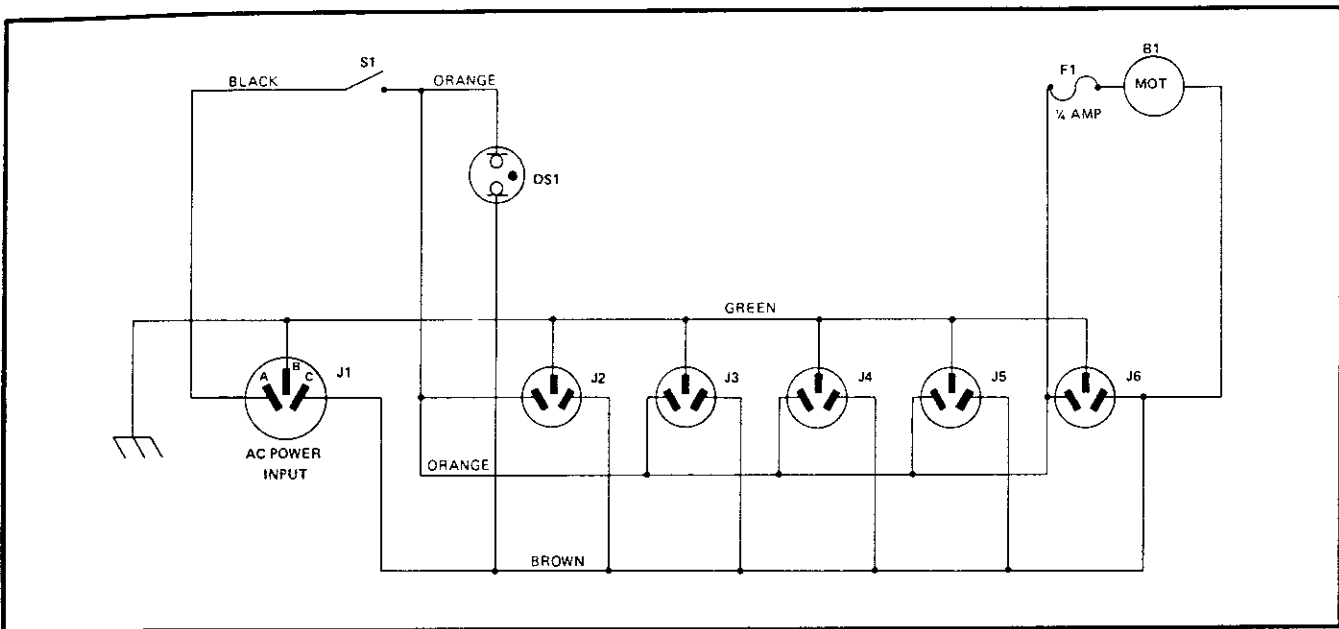 S1
BLACK
ORANGE
B1
F1
MOT
¼ AMP
DS1
GREEN
A
B
C
J1
J2
J3
J4
J5
J6
AC POWER
INPUT
ORANGE
BROWN